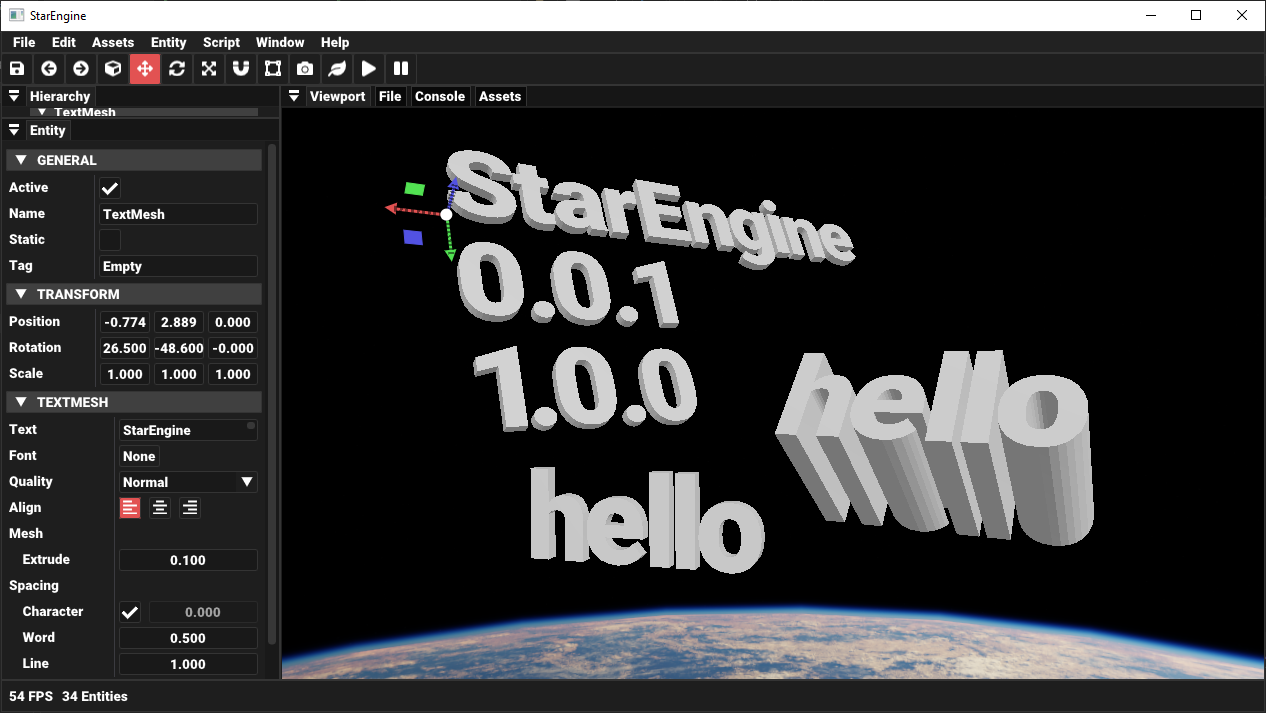 StarEngine
File Edit Assets Entity Script Window Help
Hierarchy
TextMesh
Entity
GENERAL
Active
Name TextMesh
Static
Tag Empty
TRANSFORM
Position -0.774 2.889 0.000
Rotation 26.500 -48.600 -0.000
Scale 1.000 1.000 1.000
TEXTMESH
Text StarEngine
Font None
Quality Normal
Align
Mesh
Extrude 0.100
Spacing
Character 0.000
Word 0.500
Line 1.000
Viewport File Console Assets
StarEngine
0.0.1
1.0.0
hello
hello
54 FPS 34 Entities